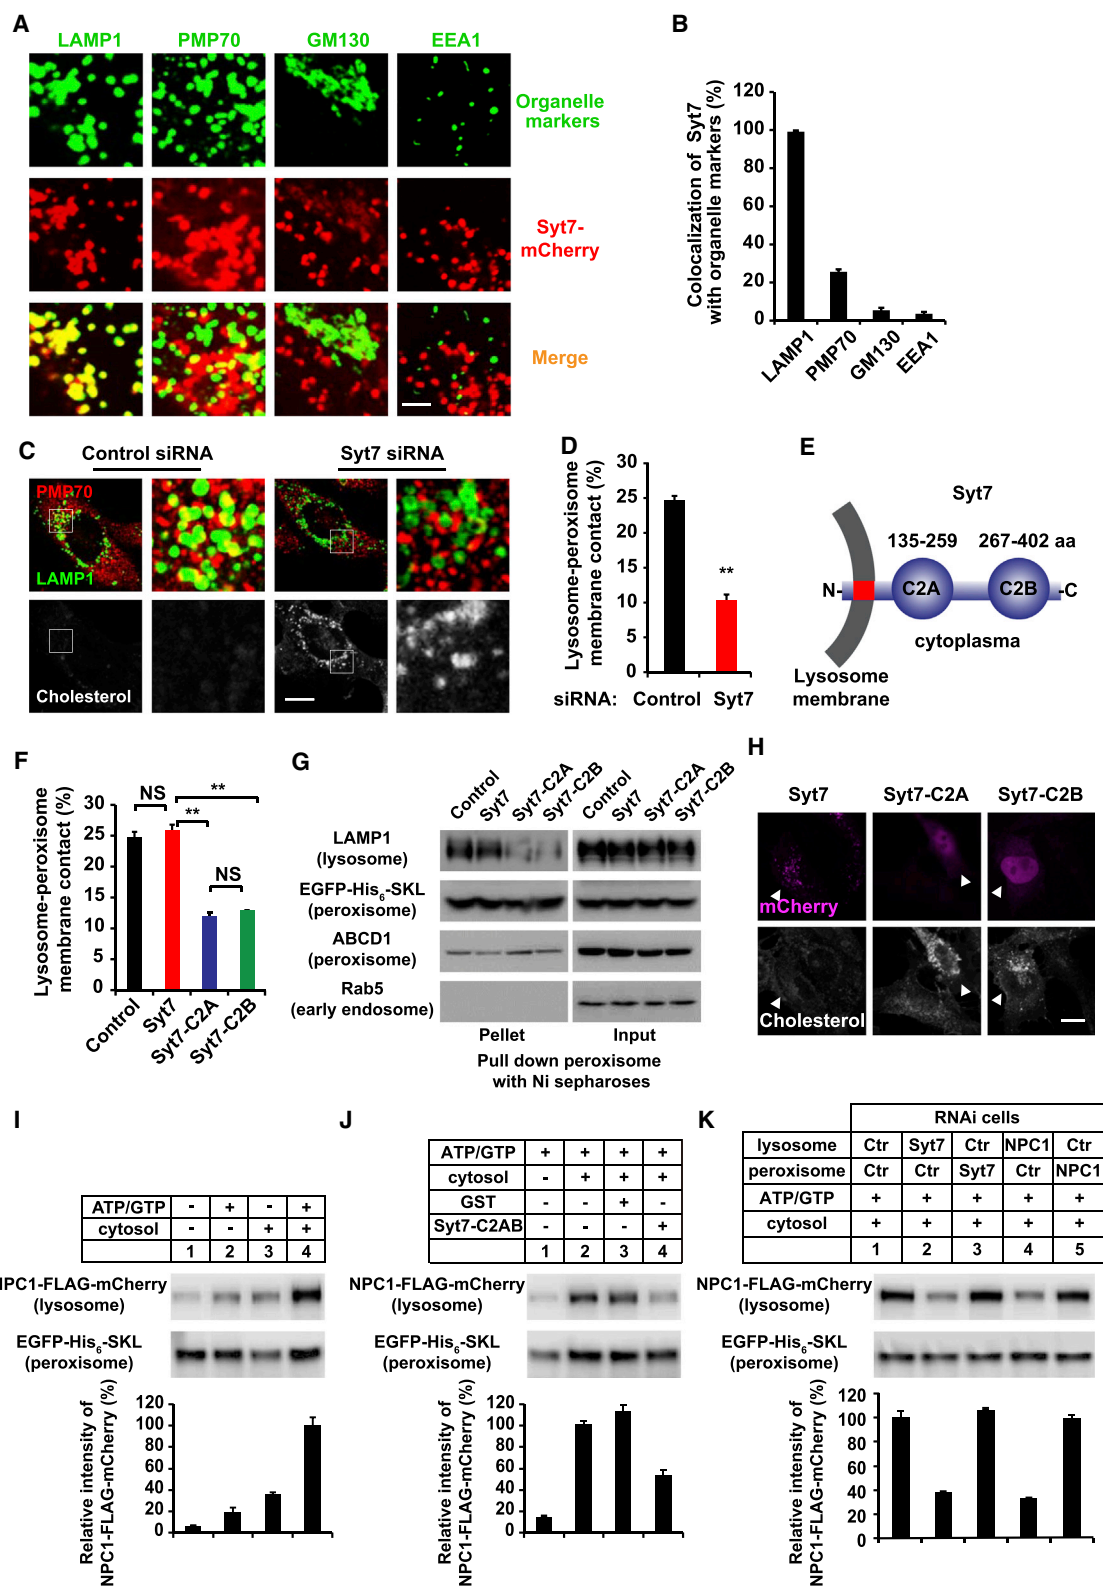 A
LAMP1 PMP70 GM130 EEA1
Organelle
markers
Syt7-
mCherry
Merge
B
Colocalization of Syt7
with organelle markers (%)
120
100
80
60
40
20
0
LAMP1 PMP70 GM130 EEA1
C
Control siRNA Syt7 siRNA
PMP70
LAMP1
Cholesterol
D
Lysosome-peroxisome
membrane contact (%)
30
25
20
15
10
5
0
**
siRNA: Control Syt7
E
Syt7
135-259 267-402 aa
N- C2A C2B -C
cytoplasma
Lysosome
membrane
F
Lysosome-peroxisome
membrane contact (%)
30
25
20
15
10
5
0
NS ** ** NS
Control Syt7 Syt7-C2A Syt7-C2B
G
Control Syt7 Syt7-C2A Syt7-C2B Control Syt7 Syt7-C2A Syt7-C2B
LAMP1
(lysosome)
EGFP-His6-SKL
(peroxisome)
ABCD1
(peroxisome)
Rab5
(early endosome)
Pellet Input
Pull down peroxisome
with Ni sepharoses
H
Syt7 Syt7-C2A Syt7-C2B
mCherry
Cholesterol
I
ATP/GTP - + - +
cytosol - - + +
1 2 3 4
NPC1-FLAG-mCherry
(lysosome)
EGFP-His6-SKL
(peroxisome)
Relative intensity of
NPC1-FLAG-mCherry (%)
120
100
80
60
40
20
0
J
ATP/GTP + + + +
cytosol - + + +
GST - - + -
Syt7-C2AB - - - +
1 2 3 4
NPC1-FLAG-mCherry
(lysosome)
EGFP-His6-SKL
(peroxisome)
Relative intensity of
NPC1-FLAG-mCherry (%)
120
100
80
60
40
20
0
K
RNAi cells
lysosome Ctr Syt7 Ctr NPC1 Ctr
peroxisome Ctr Ctr Syt7 Ctr NPC1
ATP/GTP + + + + +
cytosol + + + + +
1 2 3 4 5
NPC1-FLAG-mCherry
(lysosome)
EGFP-His6-SKL
(peroxisome)
Relative intensity of
NPC1-FLAG-mCherry (%)
120
100
80
60
40
20
0